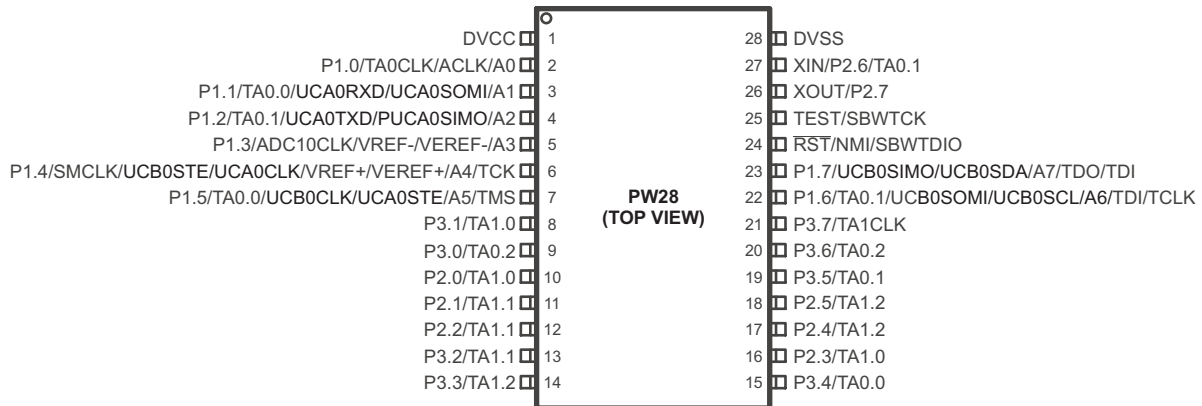 DVCC 1
P1.0/TA0CLK/ACLK/A0 2
P1.1/TA0.0/UCA0RXD/UCA0SOMI/A1 3
P1.2/TA0.1/UCA0TXD/PUCA0SIMO/A2 4
P1.3/ADC10CLK/VREF-/VEREF-/A3 5
P1.4/SMCLK/UCB0STE/UCA0CLK/VREF+/VEREF+/A4/TCK 6
P1.5/TA0.0/UCB0CLK/UCA0STE/A5/TMS 7
P3.1/TA1.0 8
P3.0/TA0.2 9
P2.0/TA1.0 10
P2.1/TA1.1 11
P2.2/TA1.1 12
P3.2/TA1.1 13
P3.3/TA1.2 14
PW28
(TOP VIEW)
28 DVSS
27 XIN/P2.6/TA0.1
26 XOUT/P2.7
25 TEST/SBWTCK
24 RST/NMI/SBWTDIO
23 P1.7/UCB0SIMO/UCB0SDA/A7/TDO/TDI
22 P1.6/TA0.1/UCB0SOMI/UCB0SCL/A6/TDI/TCLK
21 P3.7/TA1CLK
20 P3.6/TA0.2
19 P3.5/TA0.1
18 P2.5/TA1.2
17 P2.4/TA1.2
16 P2.3/TA1.0
15 P3.4/TA0.0